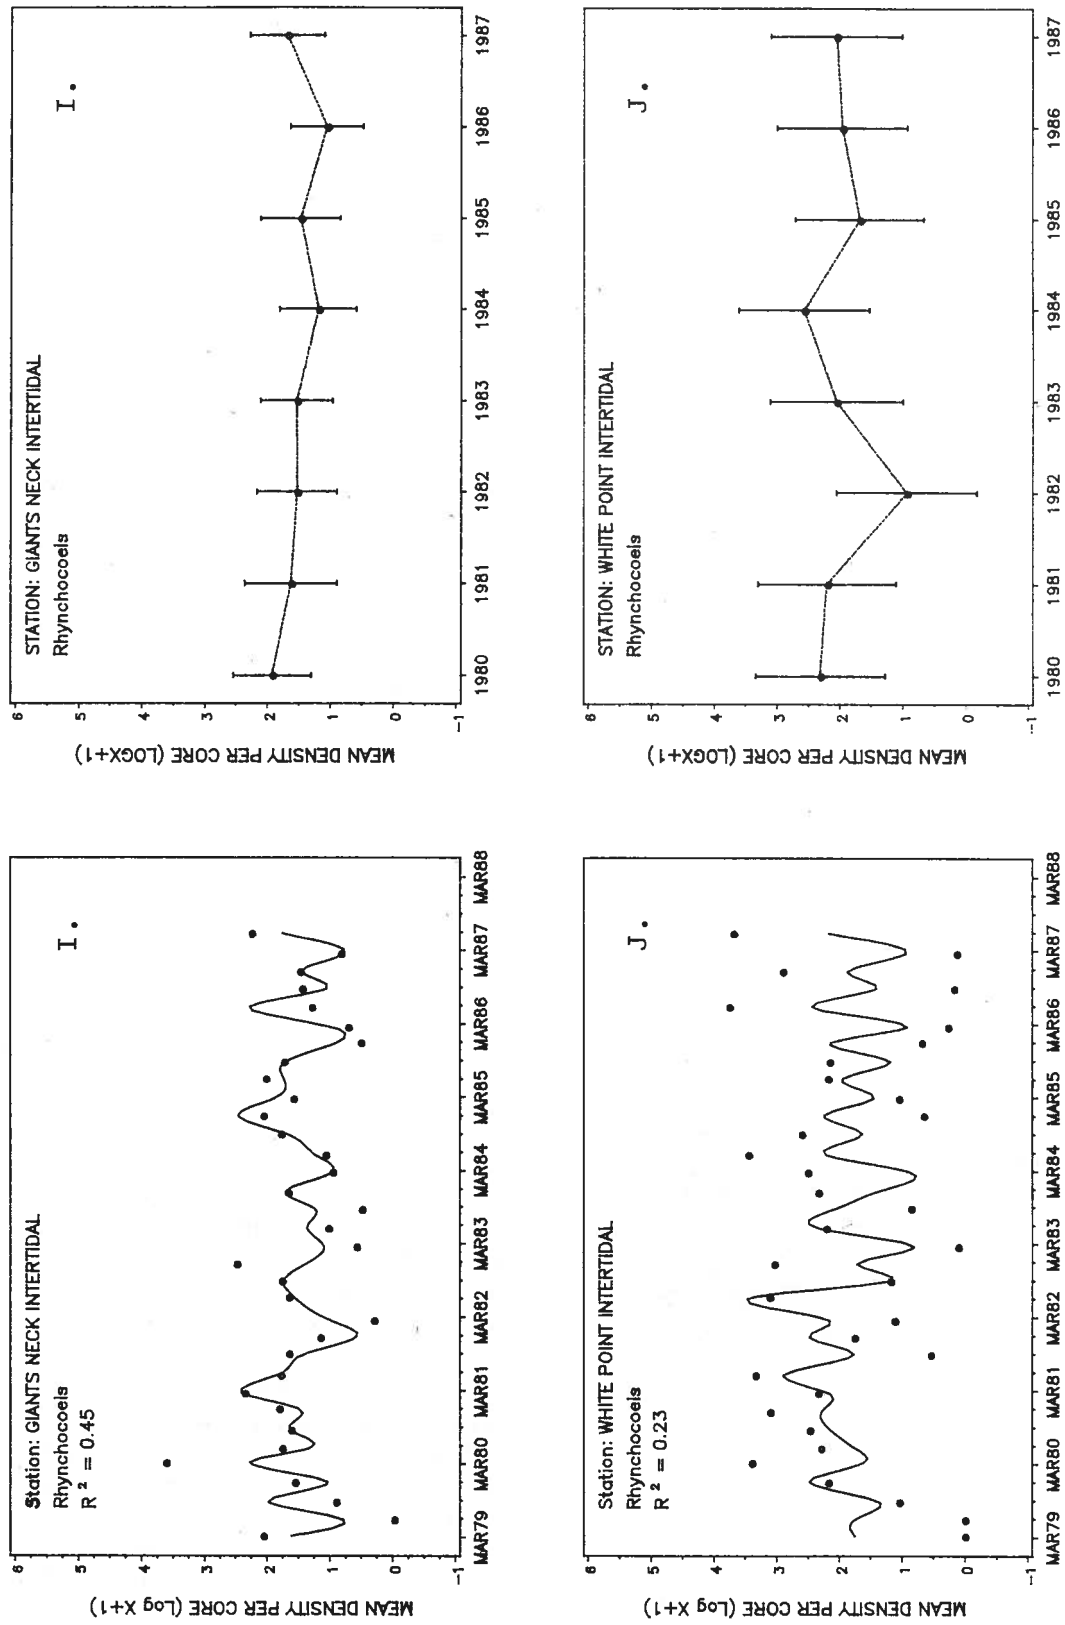 Station: GIANTS NECK INTERTIDAL
Rhynchocoels
R 2 = 0.45
I.
MEAN DENSITY PER CORE (Log X+1)
6
5
4
3
2
1
0
-1
MAR79 MAR80 MAR81 MAR82 MAR83 MAR84 MAR85 MAR86 MAR87 MAR88
STATION: GIANTS NECK INTERTIDAL
Rhynchocoels
I.
MEAN DENSITY PER CORE (LOGX+1)
6
5
4
3
2
1
0
-1
1980 1981 1982 1983 1984 1985 1986 1987
Station: WHITE POINT INTERTIDAL
Rhynchocoels
R 2 = 0.23
J.
MEAN DENSITY PER CORE (Log X+1)
6
5
4
3
2
1
0
-1
MAR79 MAR80 MAR81 MAR82 MAR83 MAR84 MAR85 MAR86 MAR87 MAR88
STATION: WHITE POINT INTERTIDAL
Rhynchocoels
J.
MEAN DENSITY PER CORE (LOGX+1)
6
5
4
3
2
1
0
-1
1980 1981 1982 1983 1984 1985 1986 1987